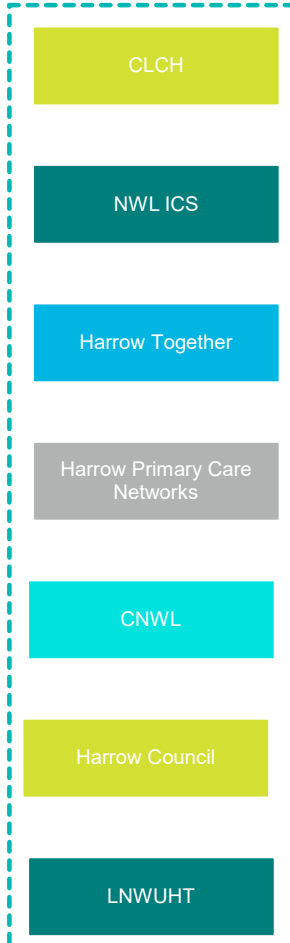 CLCH
NWL ICS
Harrow Together
Harrow Primary Care
Networks
CNWL
Harrow Council
LNWUHT